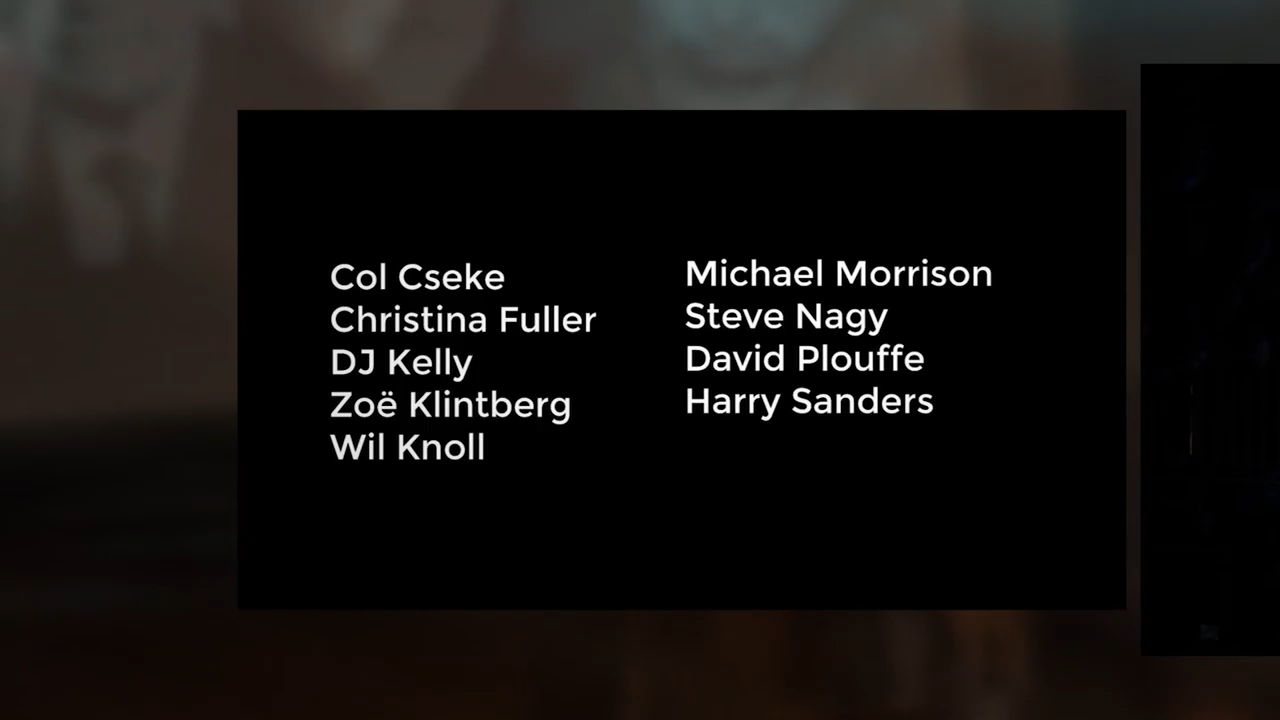 Col Cseke
Christina Fuller
DJ Kelly
Zoë Klintberg
Wil Knoll
Michael Morrison
Steve Nagy
David Plouffe
Harry Sanders